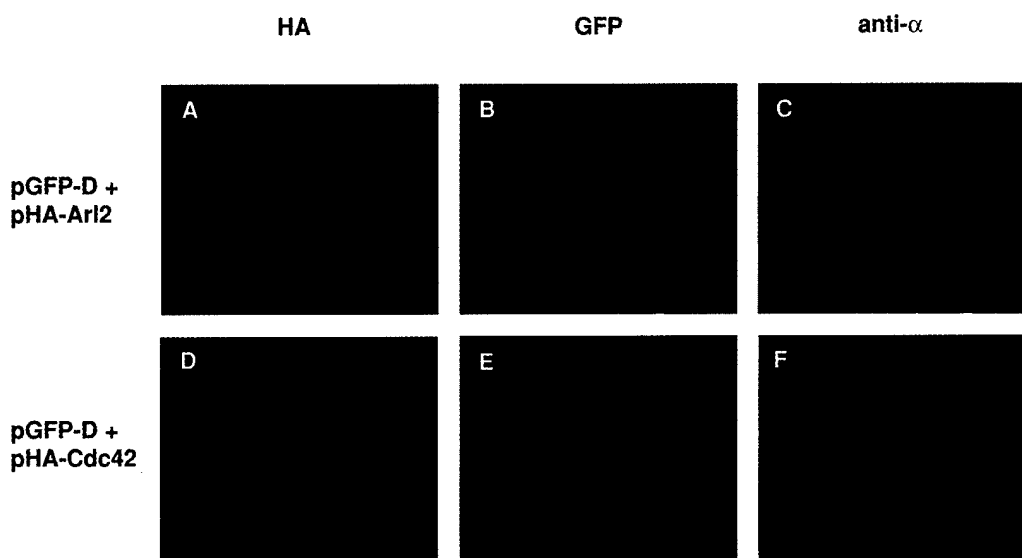 HA GFP anti-α
A B C
pGFP-D +
pHA-Arl2
D E F
pGFP-D +
pHA-Cdc42